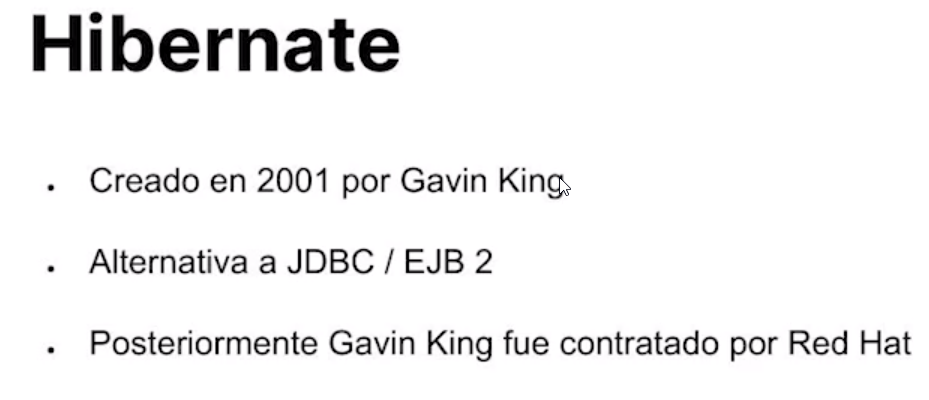 Hibernate
• Creado en 2001 por Gavin King
• Alternativa a JDBC / EJB 2
• Posteriormente Gavin King fue contratado por Red Hat